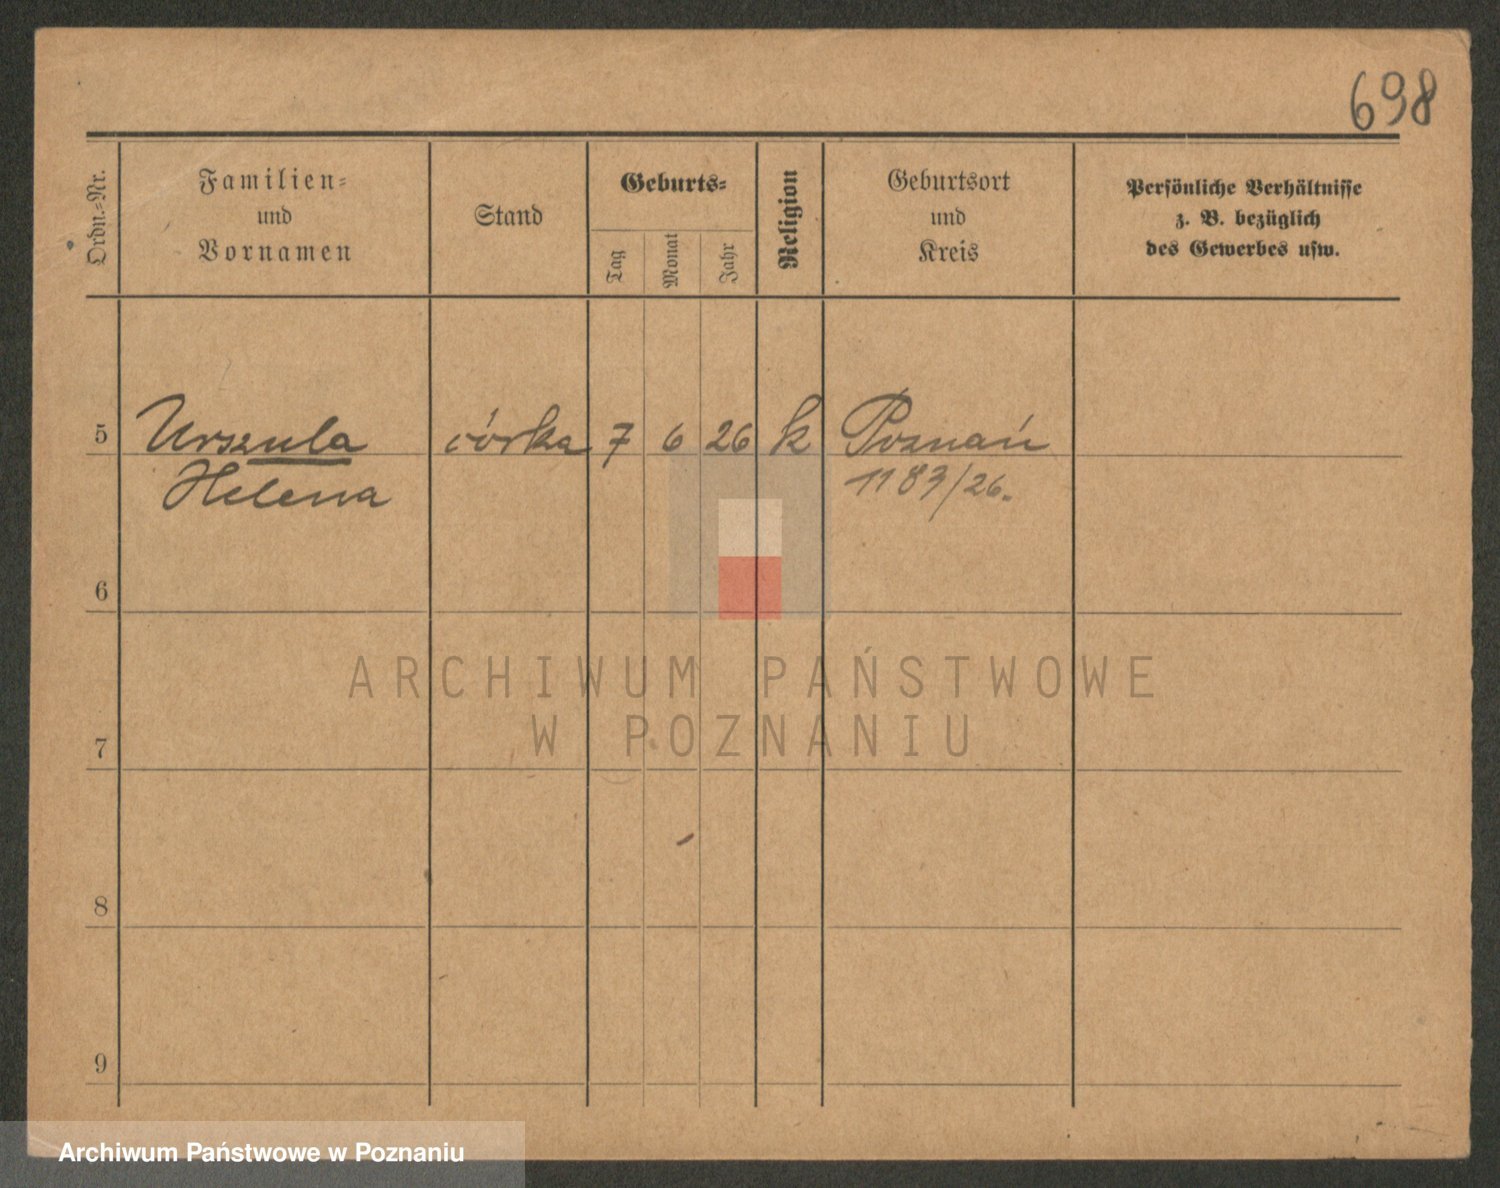 698
Ordn.-Nr.
Familien-
und
Vornamen
Stand
Geburts-
Tag
Monat
Jahr
Religion
Geburtsort
und
Kreis
Persönliche Verhältnisse
z. B. bezüglich
des Gewerbes usw.
5 Urszula córka 7 6 26 k Poznań
Helena 1183/26.
6
ARCHIWUM PAŃSTWOWE
W POZNANIU
7
8
9
Archiwum Państwowe w Poznaniu